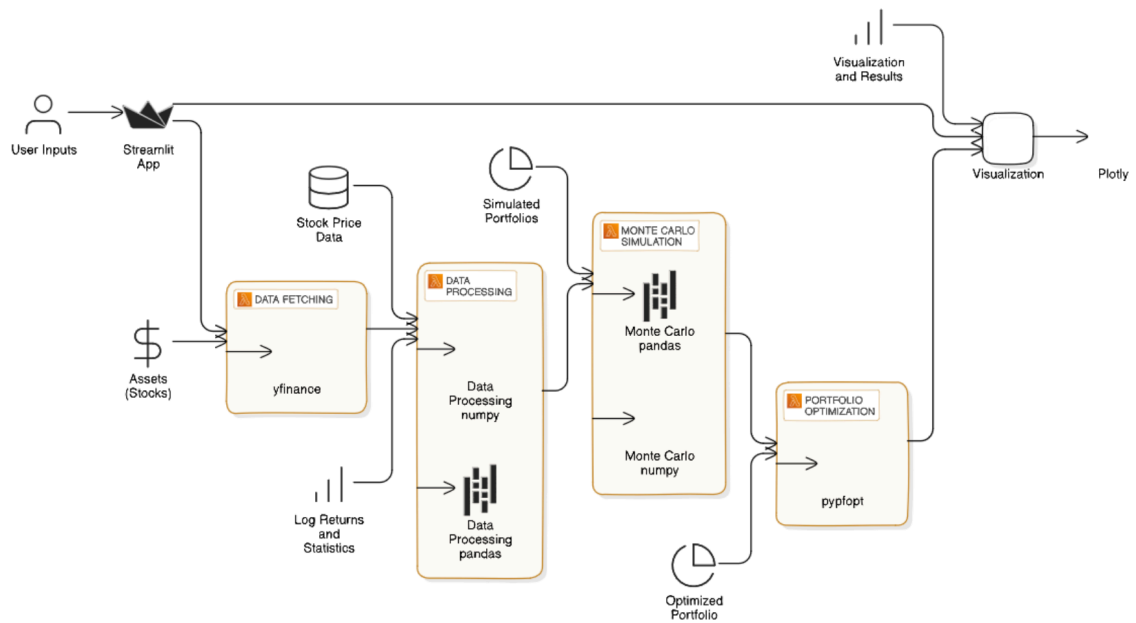 Visualization
and Results
User Inputs
Streamlit
App
Visualization
Plotly
Stock Price
Data
Simulated
Portfolios
MONTE CARLO
SIMULATION
Monte Carlo
pandas
Monte Carlo
numpy
DATA
PROCESSING
Data
Processing
numpy
Data
Processing
pandas
DATA FETCHING
yfinance
Assets
(Stocks)
Log Returns
and
Statistics
PORTFOLIO
OPTIMIZATION
pypfopt
Optimized
Portfolio